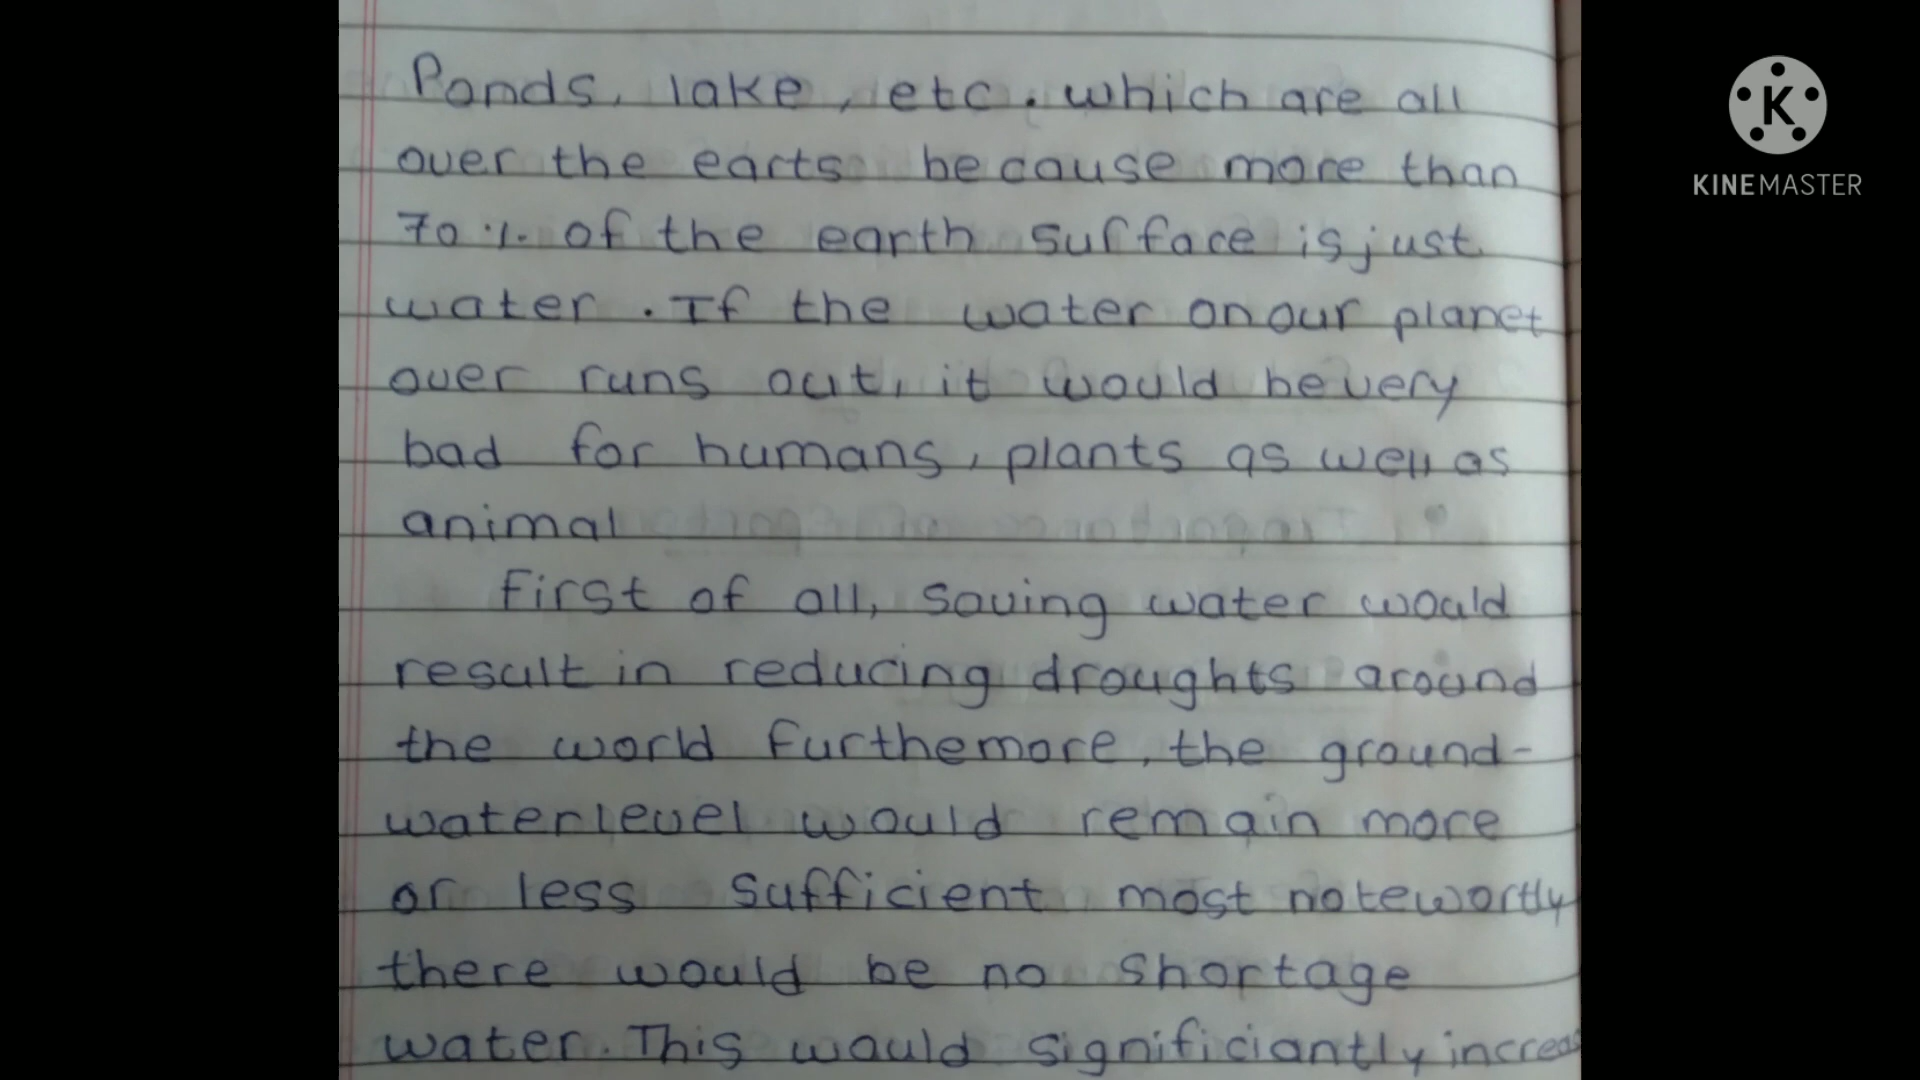 Ponds, lake, etc. which are all
over the earts because more than
70 % of the earth surface is just
water. If the water on our planet
over runs out, it would be very
bad for humans, plants as well as
animal
First of all, saving water would
result in reducing droughts around
the world furthemore, the ground-
waterlevel would remain more
or less sufficient most notewortly
there would be no shortage
water. This would significiantly increas
K
KINEMASTER